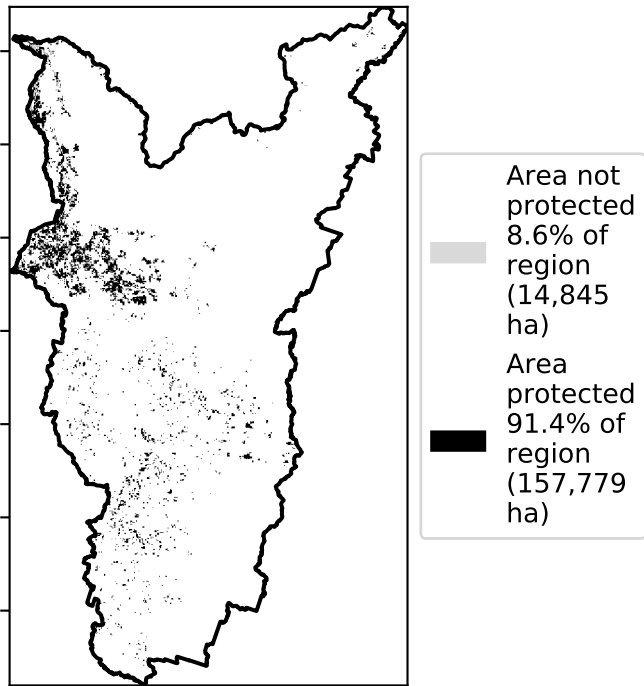 Area not
protected
8.6% of
region
(14,845
ha)
Area
protected
91.4% of
region
(157,779
ha)